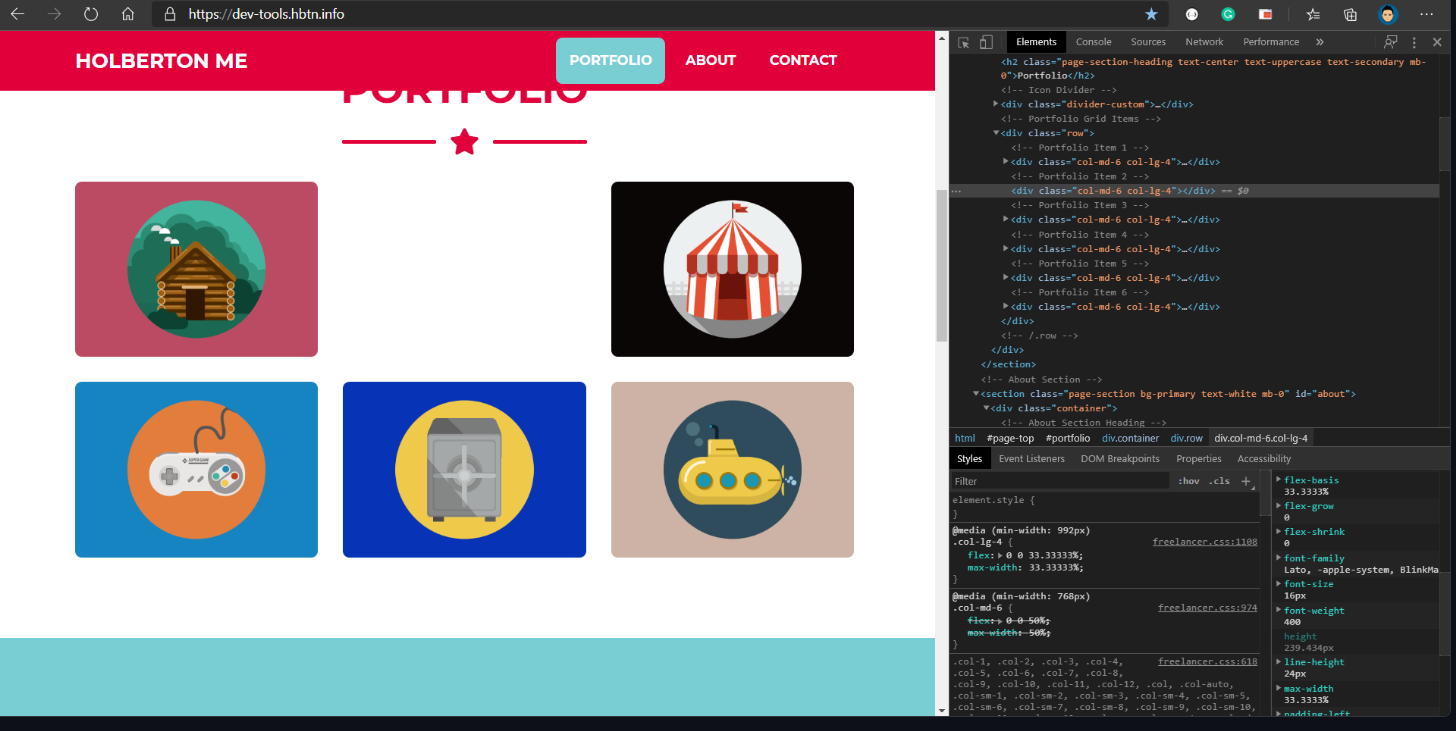 https://dev-tools.hbtn.info
HOLBERTON ME
PORTFOLIO
ABOUT
CONTACT
PORTFOLIO
Elements Console Sources Network Performance »
<h2 class="page-section-heading text-center text-uppercase text-secondary mb-
0">Portfolio</h2>
<!-- Icon Divider -->
<div class="divider-custom">…</div>
<!-- Portfolio Grid Items -->
<div class="row">
<!-- Portfolio Item 1 -->
<div class="col-md-6 col-lg-4">…</div>
<!-- Portfolio Item 2 -->
… <div class="col-md-6 col-lg-4"></div> == $0
<!-- Portfolio Item 3 -->
<div class="col-md-6 col-lg-4">…</div>
<!-- Portfolio Item 4 -->
<div class="col-md-6 col-lg-4">…</div>
<!-- Portfolio Item 5 -->
<div class="col-md-6 col-lg-4">…</div>
<!-- Portfolio Item 6 -->
<div class="col-md-6 col-lg-4">…</div>
</div>
<!-- /.row -->
</div>
</section>
<!-- About Section -->
<section class="page-section bg-primary text-white mb-0" id="about">
<div class="container">
<!-- About Section Heading -->
html #page-top #portfolio div.container div.row div.col-md-6.col-lg-4
Styles Event Listeners DOM Breakpoints Properties Accessibility
Filter :hov .cls +
element.style {
}
@media (min-width: 992px)
.col-lg-4 { freelancer.css:1108
flex: 0 0 33.33333%;
max-width: 33.33333%;
}
@media (min-width: 768px)
.col-md-6 { freelancer.css:974
flex: 0 0 50%;
max-width: 50%;
}
.col-1, .col-2, .col-3, .col-4, freelancer.css:618
.col-5, .col-6, .col-7, .col-8,
.col-9, .col-10, .col-11, .col-12, .col, .col-auto,
.col-sm-1, .col-sm-2, .col-sm-3, .col-sm-4, .col-sm-5,
.col-sm-6, .col-sm-7, .col-sm-8, .col-sm-9, .col-sm-10,
flex-basis
33.3333%
flex-grow
0
flex-shrink
0
font-family
Lato, -apple-system, BlinkMa
font-size
16px
font-weight
400
height
239.434px
line-height
24px
max-width
33.3333%
padding-left